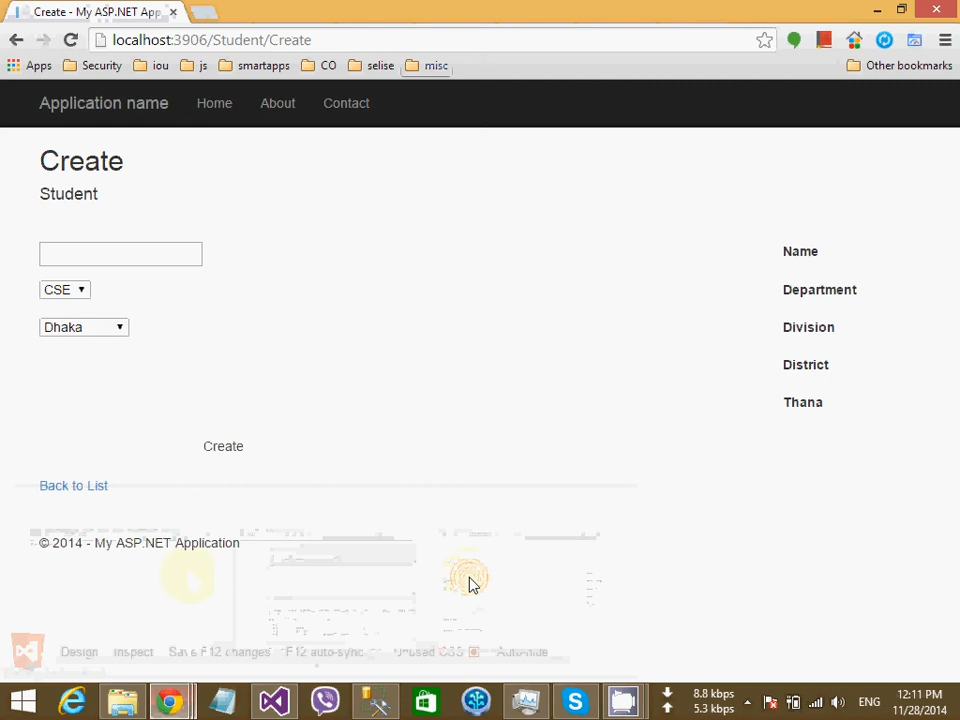 Create - My ASP.NET App
localhost:3906/Student/Create
Apps Security iou js smartapps CO selise misc Other bookmarks
Application name Home About Contact
Create
Student
Name
CSE Department
Dhaka Division
District
Thana
Create
Back to List
© 2014 - My ASP.NET Application
Design Inspect Save F12 changes F12 auto-sync Unused CSS Auto-hide
8.8 kbps
5.3 kbps
ENG
12:11 PM
11/28/2014